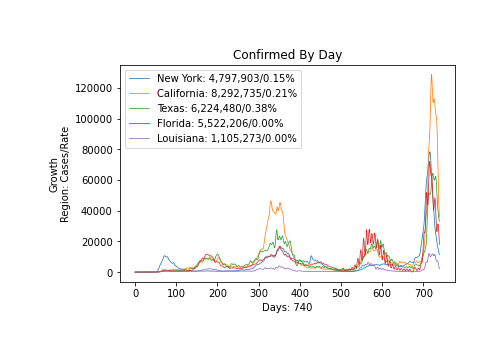 Confirmed By Day
New York: 4,797,903/0.15%
California: 8,292,735/0.21%
Texas: 6,224,480/0.38%
Florida: 5,522,206/0.00%
Louisiana: 1,105,273/0.00%
120000
100000
80000
60000
40000
20000
0
Growth
Region: Cases/Rate
0 100 200 300 400 500 600 700
Days: 740